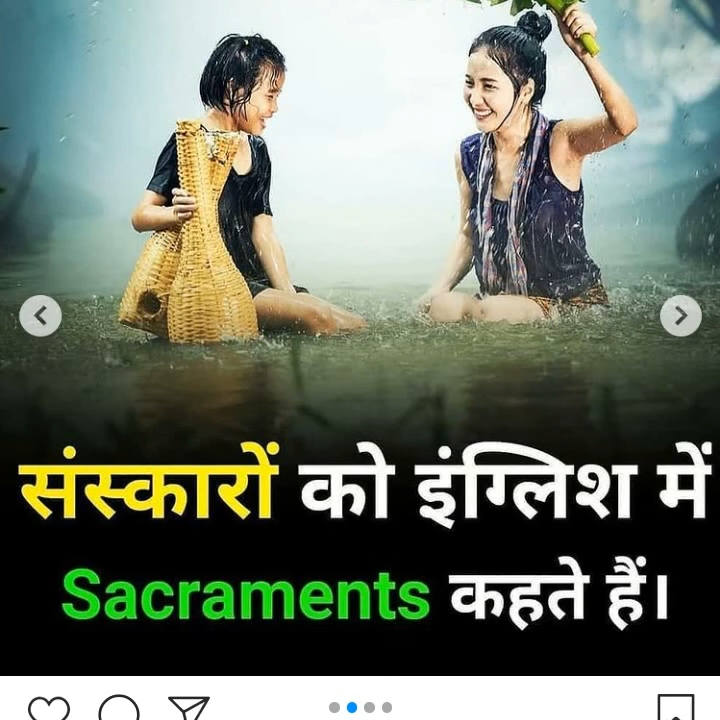 संस्कारों को इंग्लिश में
Sacraments कहते हैं।